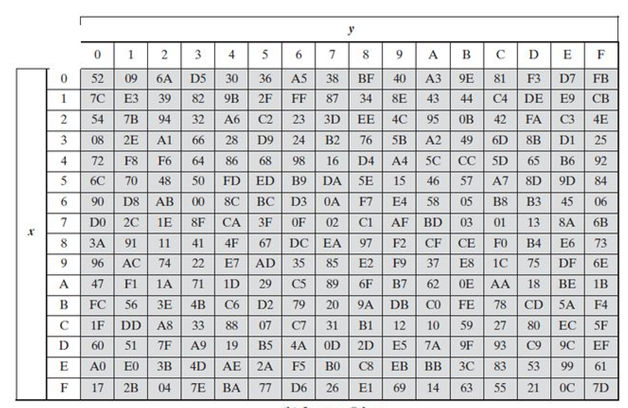 y
0 1 2 3 4 5 6 7 8 9 A B C D E F
0 52 09 6A D5 30 36 A5 38 BF 40 A3 9E 81 F3 D7 FB
1 7C E3 39 82 9B 2F FF 87 34 8E 43 44 C4 DE E9 CB
2 54 7B 94 32 A6 C2 23 3D EE 4C 95 0B 42 FA C3 4E
3 08 2E A1 66 28 D9 24 B2 76 5B A2 49 6D 8B D1 25
4 72 F8 F6 64 86 68 98 16 D4 A4 5C CC 5D 65 B6 92
5 6C 70 48 50 FD ED B9 DA 5E 15 46 57 A7 8D 9D 84
6 90 D8 AB 00 8C BC D3 0A F7 E4 58 05 B8 B3 45 06
7 D0 2C 1E 8F CA 3F 0F 02 C1 AF BD 03 01 13 8A 6B
x
8 3A 91 11 41 4F 67 DC EA 97 F2 CF CE F0 B4 E6 73
9 96 AC 74 22 E7 AD 35 85 E2 F9 37 E8 1C 75 DF 6E
A 47 F1 1A 71 1D 29 C5 89 6F B7 62 0E AA 18 BE 1B
B FC 56 3E 4B C6 D2 79 20 9A DB C0 FE 78 CD 5A F4
C 1F DD A8 33 88 07 C7 31 B1 12 10 59 27 80 EC 5F
D 60 51 7F A9 19 B5 4A 0D 2D E5 7A 9F 93 C9 9C EF
E A0 E0 3B 4D AE 2A F5 B0 C8 EB BB 3C 83 53 99 61
F 17 2B 04 7E BA 77 D6 26 E1 69 14 63 55 21 0C 7D